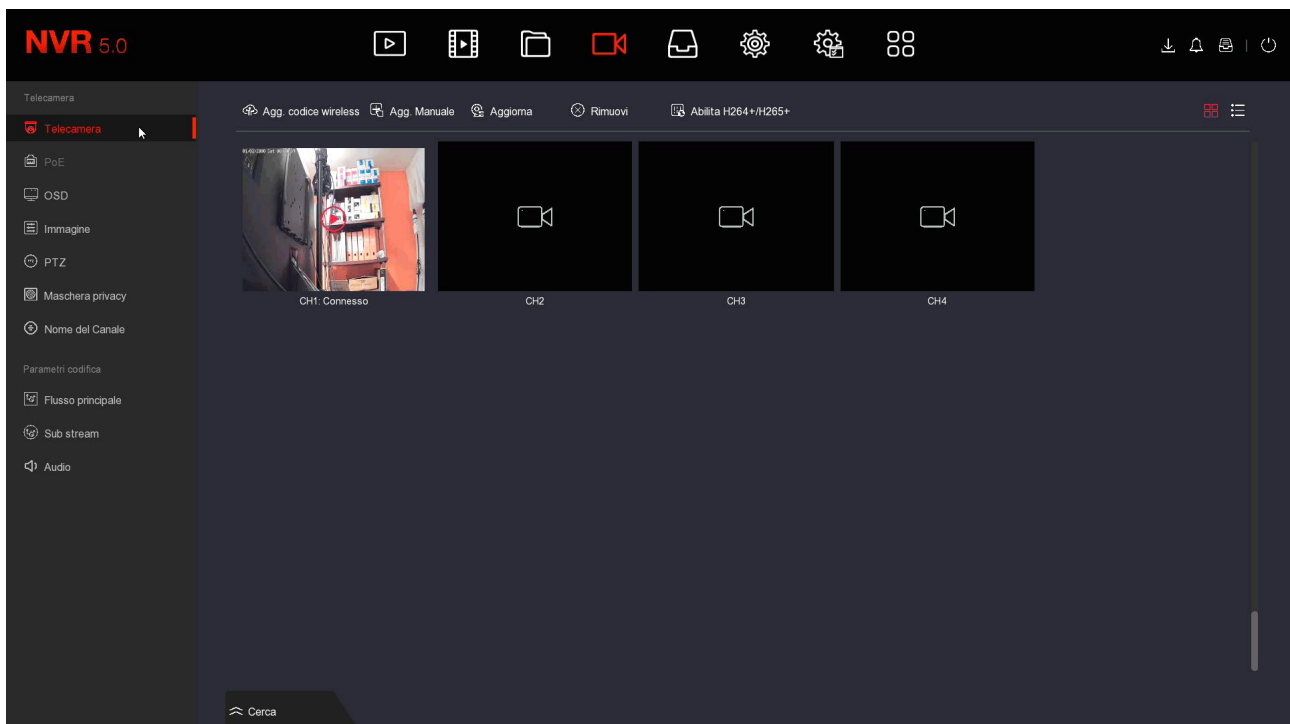 NVR 5.0
Telecamera
Telecamera
PoE
OSD
Immagine
PTZ
Maschera privacy
Nome del Canale
Parametri codifica
Flusso principale
Sub stream
Audio
Agg. codice wireless Agg. Manuale Aggiorna Rimuovi Abilita H264+/H265+
CH1: Connesso CH2 CH3 CH4
Cerca